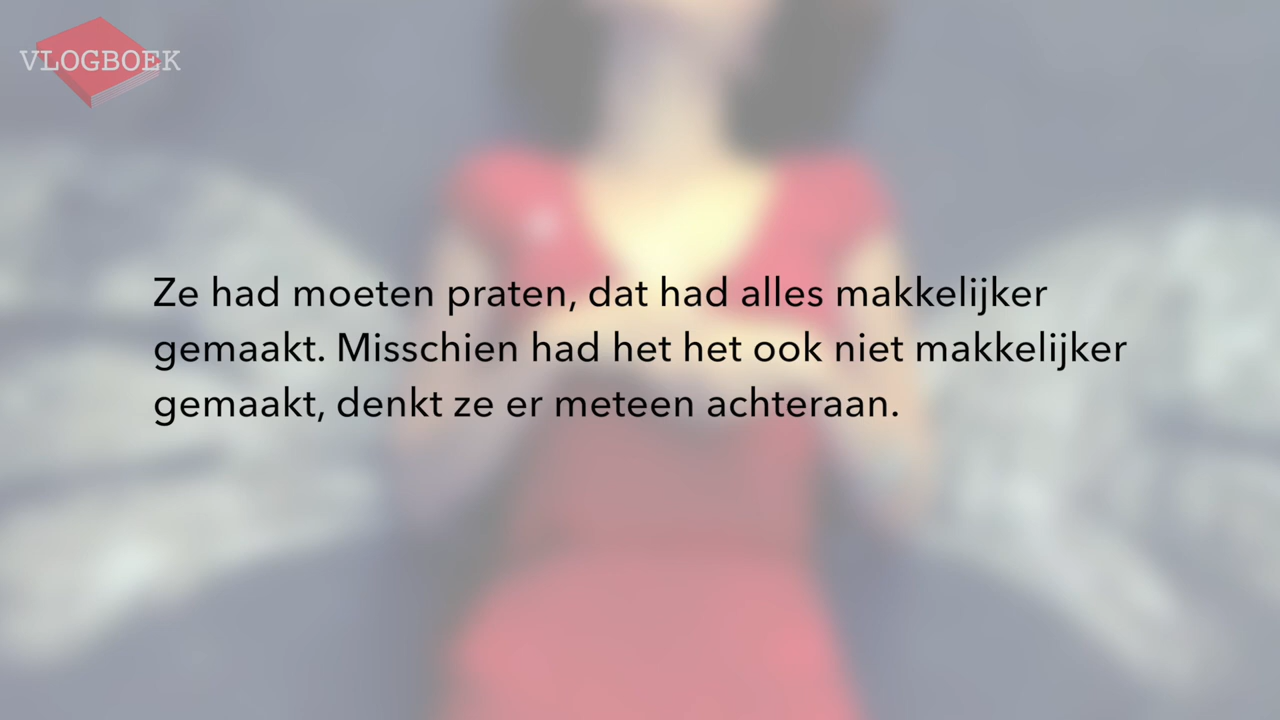 VLOGBOEK
Ze had moeten praten, dat had alles makkelijker
gemaakt. Misschien had het het ook niet makkelijker
gemaakt, denkt ze er meteen achteraan.